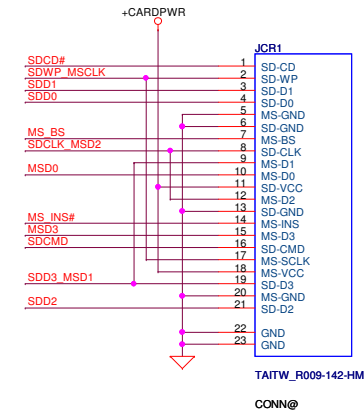 +CARDPWR
JCR1
SDCD# 1 SD-CD
SDWP_MSCLK 2 SD-WP
SDD1 3 SD-D1
SDD0 4 SD-D0
5 MS-GND
6 SD-GND
MS_BS 7 MS-BS
SDCLK_MSD2 8 SD-CLK
9 MS-D1
MSD0 10 MS-D0
11 SD-VCC
12 MS-D2
13 SD-GND
MS_INS# 14 MS-INS
MSD3 15 MS-D3
SDCMD 16 SD-CMD
17 MS-SCLK
18 MS-VCC
SDD3_MSD1 19 SD-D3
20 MS-GND
SDD2 21 SD-D2
22 GND
23 GND
TAITW_R009-142-HM
CONN@